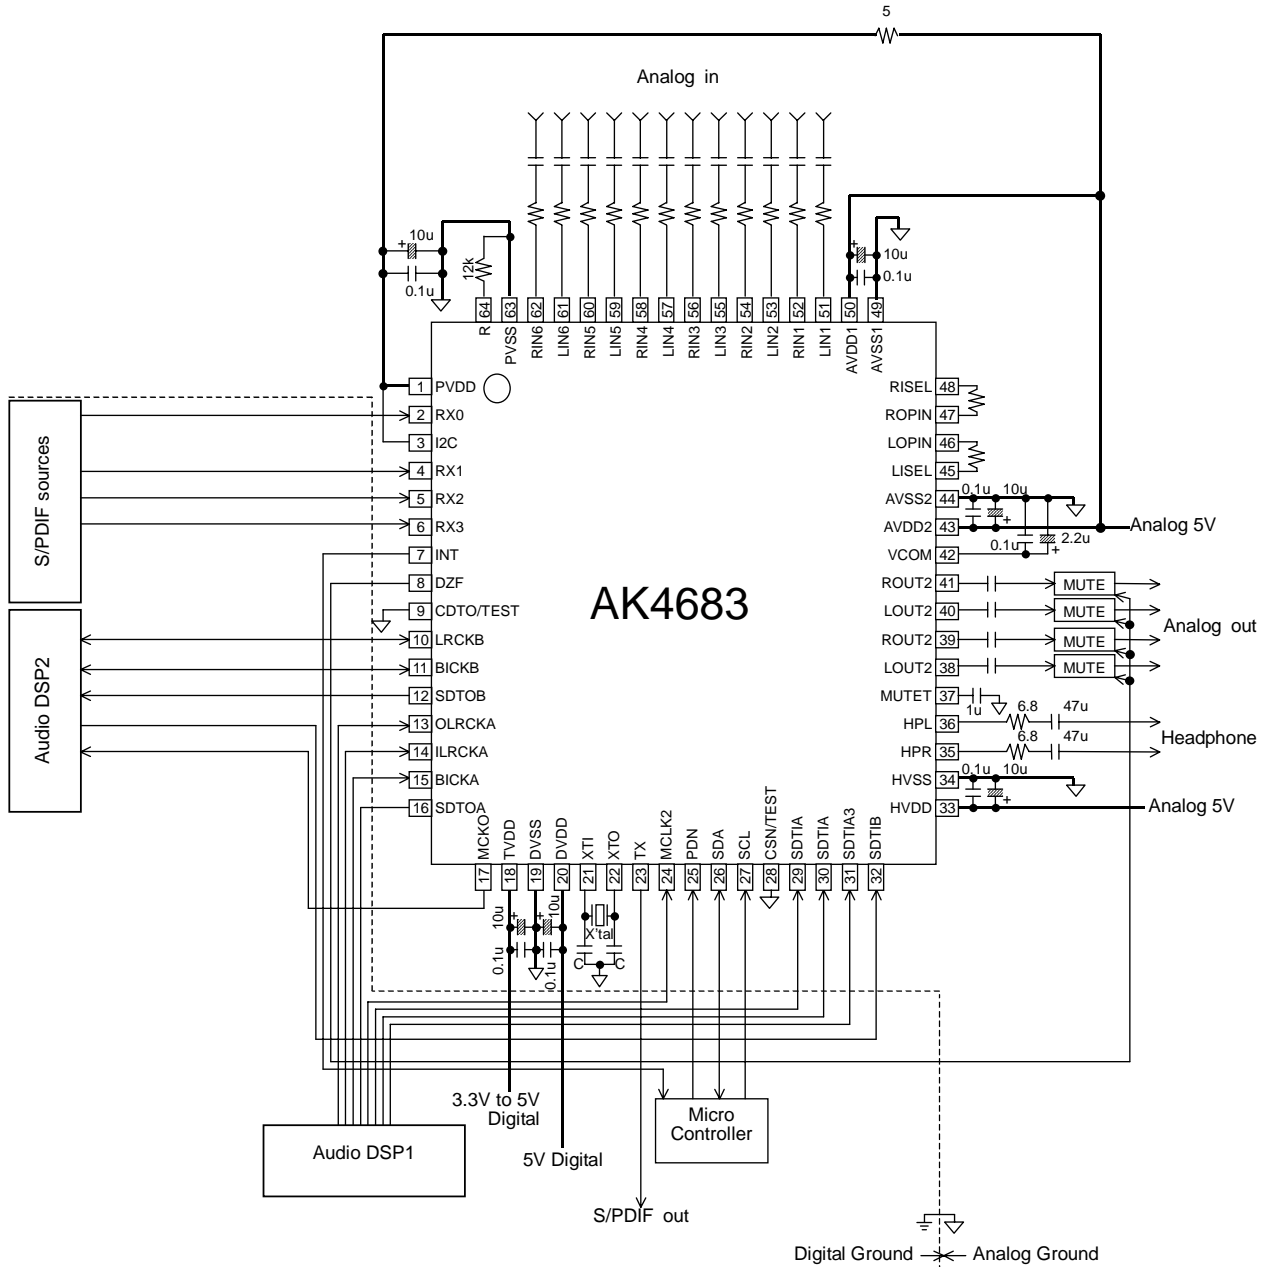 5
Analog in
10u
0.1u
12k
10u
0.1u
64
63
62
61
60
59
58
57
56
55
54
53
52
51
50
49
R
PVSS
RIN6
LIN6
RIN5
LIN5
RIN4
LIN4
RIN3
LIN3
RIN2
LIN2
RIN1
LIN1
AVDD1
AVSS1
S/PDIF sources
Audio DSP2
1 PVDD
2 RX0
3 I2C
4 RX1
5 RX2
6 RX3
7 INT
8 DZF
9 CDTO/TEST
10 LRCKB
11 BICKB
12 SDTOB
13 OLRCKA
14 ILRCKA
15 BICKA
16 SDTOA
AK4683
RISEL 48
ROPIN 47
LOPIN 46
LISEL 45
AVSS2 44
AVDD2 43
VCOM 42
ROUT2 41
LOUT2 40
ROUT2 39
LOUT2 38
MUTET 37
HPL 36
HPR 35
HVSS 34
HVDD 33
0.1u 10u
Analog 5V
0.1u 2.2u
MUTE
MUTE
MUTE
MUTE
Analog out
1u
6.8 47u
6.8 47u
Headphone
0.1u 10u
Analog 5V
MCKO
TVDD
DVSS
DVDD
XTI
XTO
TX
MCLK2
PDN
SDA
SCL
CSN/TEST
SDTIA
SDTIA
SDTIA3
SDTIB
17
18
19
20
21
22
23
24
25
26
27
28
29
30
31
32
10u
10u
0.1u
0.1u
X'tal
C C
3.3V to 5V
Digital
5V Digital
Micro
Controller
Audio DSP1
S/PDIF out
Digital Ground
Analog Ground